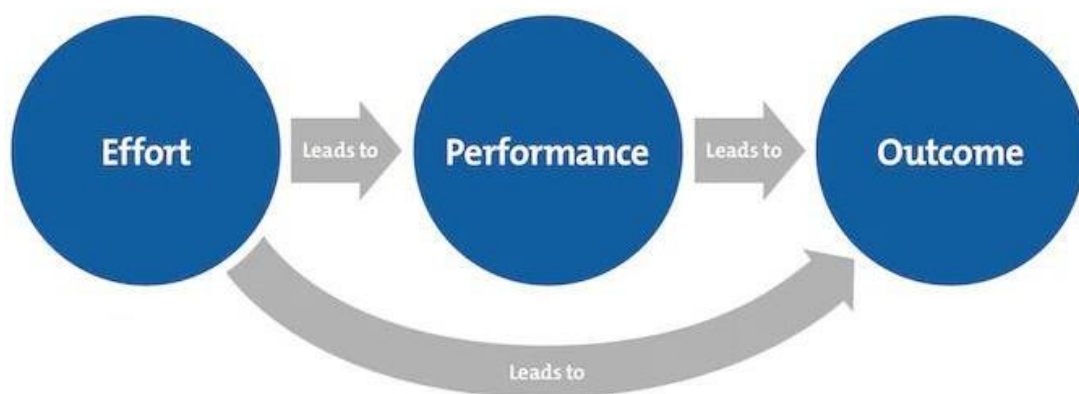 Effort
Leads to
Performance
Leads to
Outcome
Leads to